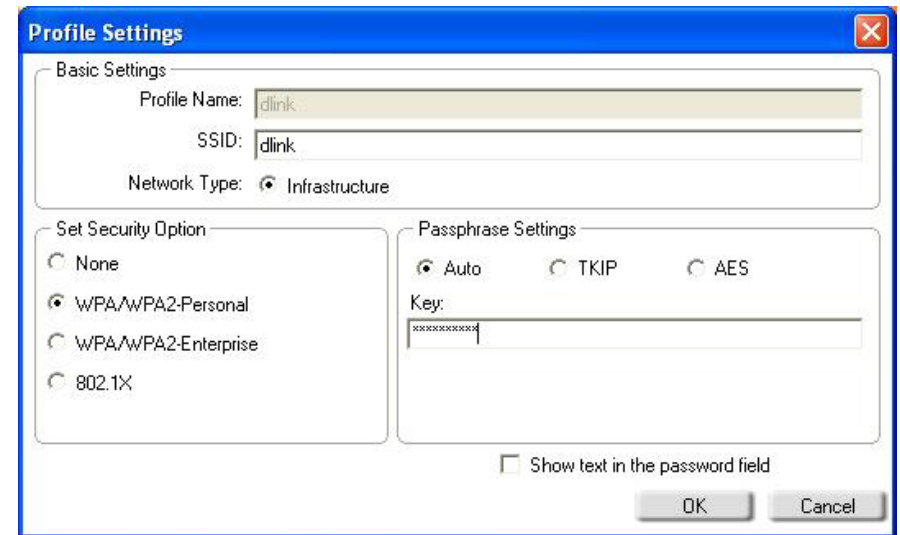 Profile Settings
Basic Settings
Profile Name: dlink
SSID: dlink
Network Type: Infrastructure
Set Security Option
None
WPA/WPA2-Personal
WPA/WPA2-Enterprise
802.1X
Passphrase Settings
Auto TKIP AES
Key:
xxxxxxxxxx
Show text in the password field
OK Cancel